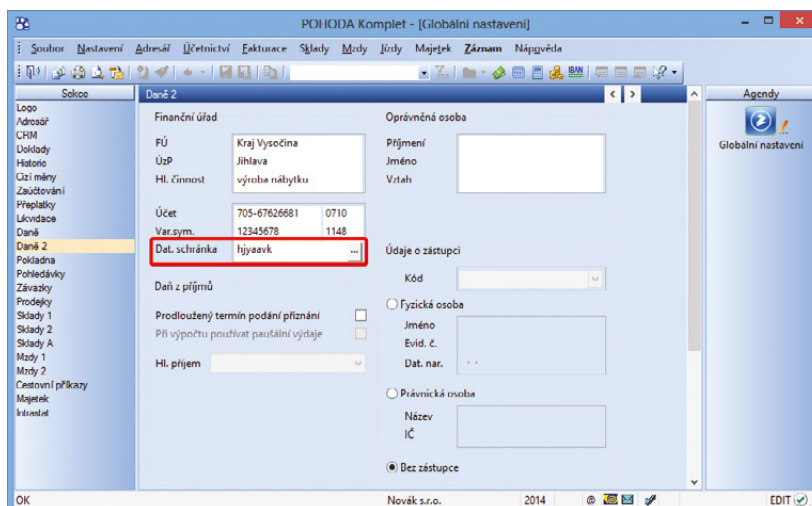 POHODA Komplet - [Globální nastavení]
Soubor Nastavení Adresář Účetnictví Fakturace Sklady Mzdy Jízdy Majetek Záznam Nápověda
IBAN
Sekce
Logo
Adresář
CRM
Doklady
Historie
Cizí měny
Zaúčtování
Přeplatky
Likvidace
Daně
Daně 2
Pokladna
Pohledávky
Závazky
Prodejky
Sklady 1
Sklady 2
Sklady A
Mzdy 1
Mzdy 2
Cestovní příkazy
Majetek
Intrastat
Daně 2
Finanční úřad
FÚ Kraj Vysočina
ÚzP Jihlava
Hl. činnost výroba nábytku
Účet 705-67626681 0710
Var.sym. 12345678 1148
Dat. schránka hjyaavk ...
Daň z příjmů
Prodloužený termín podání přiznání
Při výpočtu používat paušální výdaje
Hl. příjem
Oprávněná osoba
Příjmení
Jméno
Vztah
Údaje o zástupci
Kód
Fyzická osoba
Jméno
Evid. č.
Dat. nar. . .
Právnická osoba
Název
IČ
Bez zástupce
Agendy
Globální nastavení
OK Novák s.r.o. 2014 @ EDIT